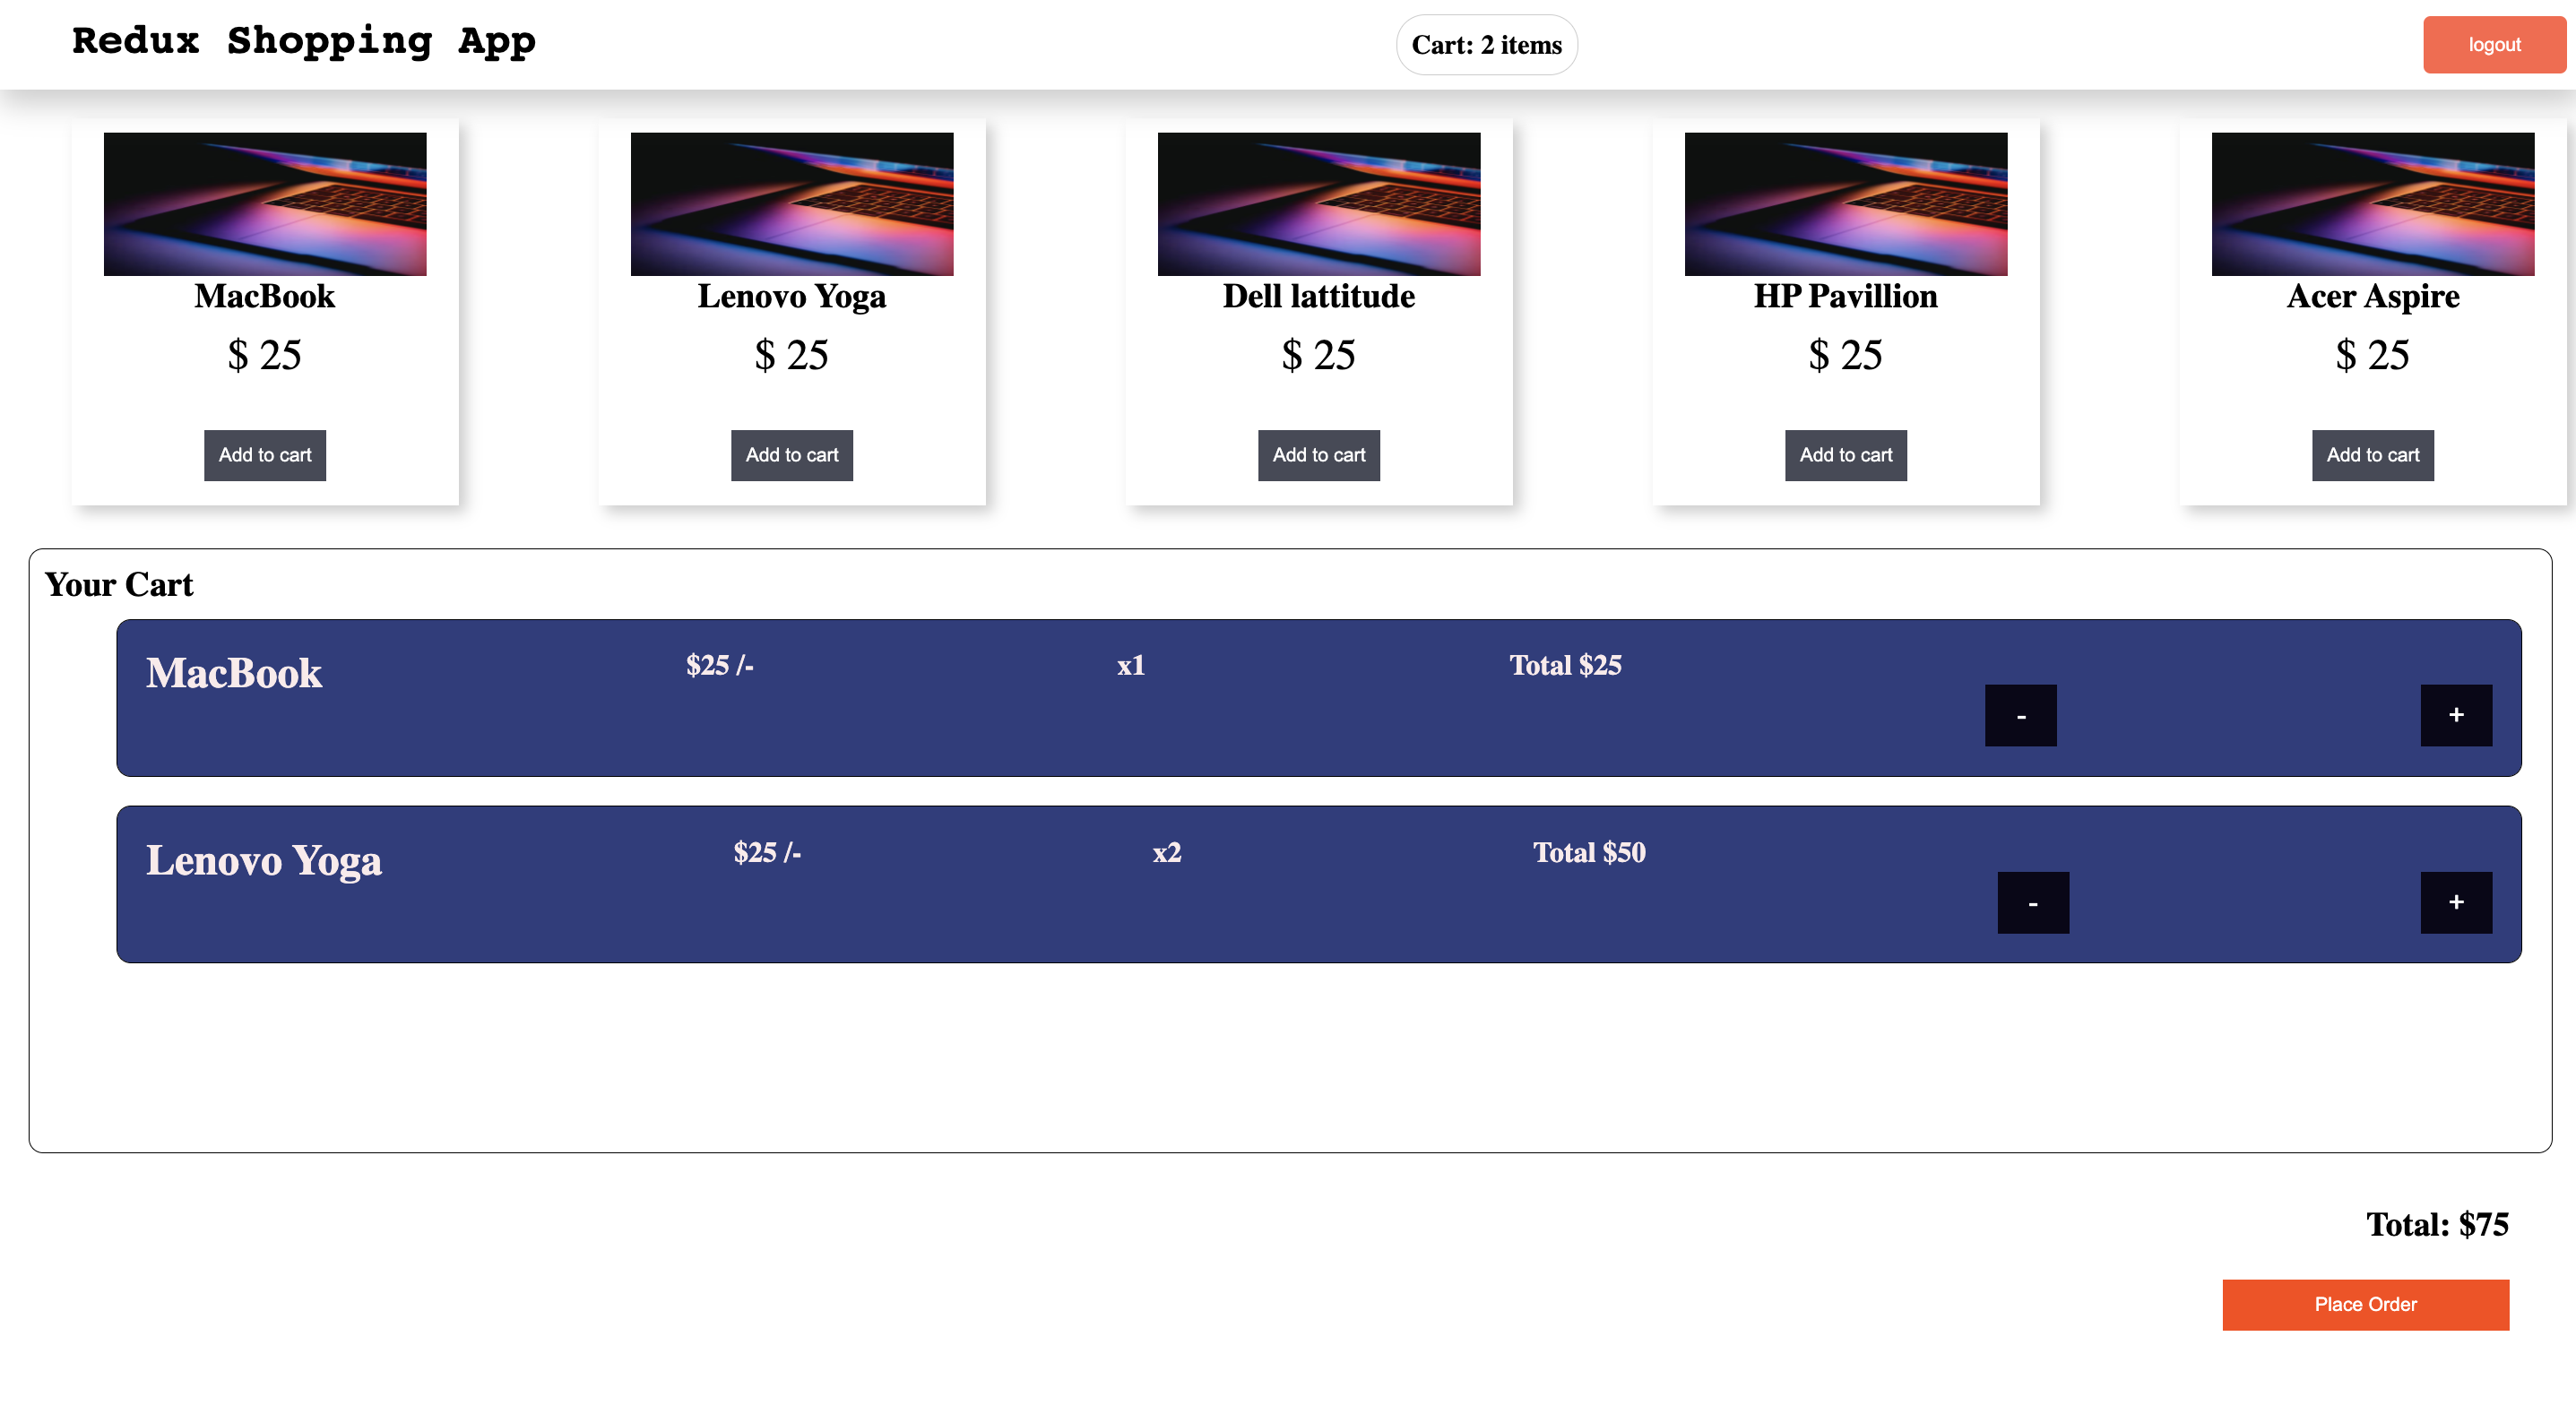 Redux Shopping App
Cart: 2 items
logout
MacBook
Lenovo Yoga
Dell lattitude
HP Pavillion
Acer Aspire
$ 25
$ 25
$ 25
$ 25
$ 25
Add to cart
Add to cart
Add to cart
Add to cart
Add to cart
Your Cart
MacBook $25 /- x1 Total $25
- +
Lenovo Yoga $25 /- x2 Total $50
- +
Total: $75
Place Order